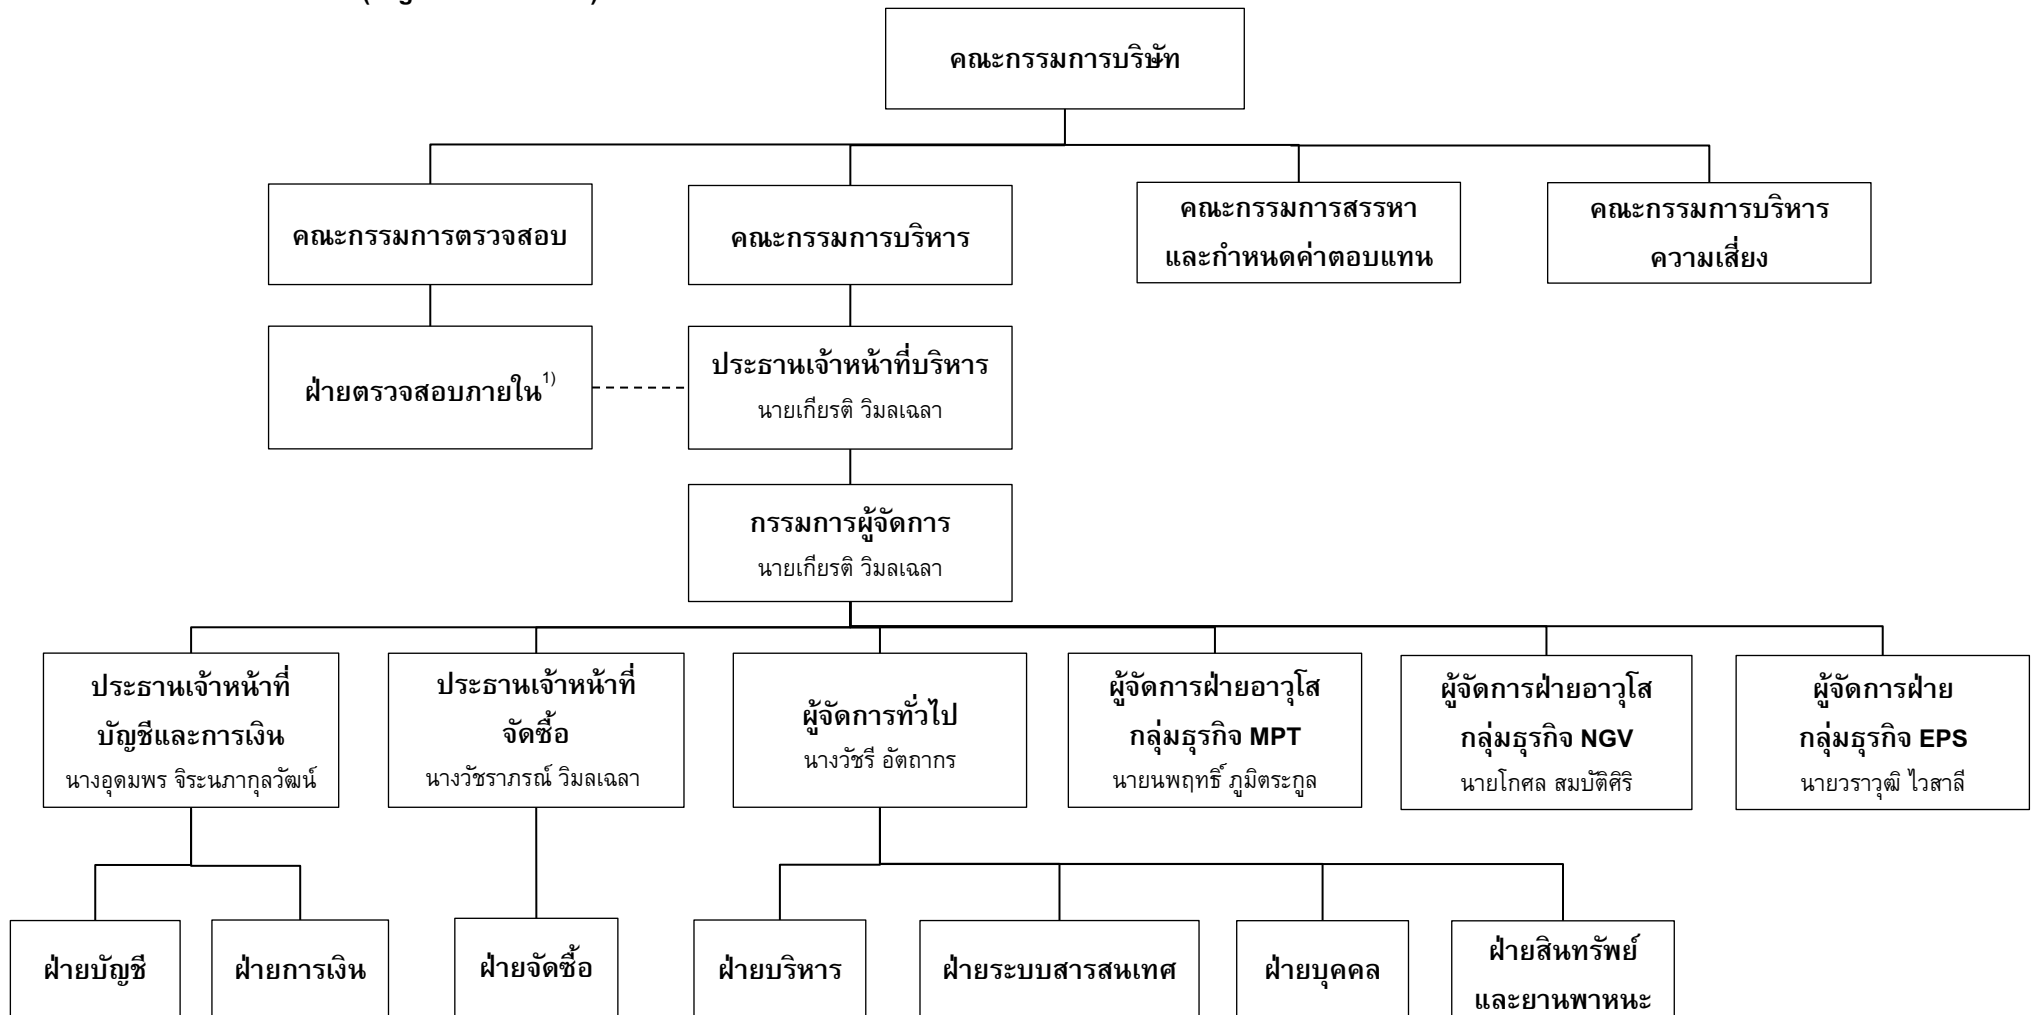 คณะกรรมการบริษัท
คณะกรรมการตรวจสอบ
คณะกรรมการบริหาร
คณะกรรมการสรรหา
และกำหนดค่าตอบแทน
คณะกรรมการบริหาร
ความเสี่ยง
ฝ่ายตรวจสอบภายใน1)
ประธานเจ้าหน้าที่บริหาร
นายเกียรติ วิมลเฉลา
กรรมการผู้จัดการ
นายเกียรติ วิมลเฉลา
ประธานเจ้าหน้าที่
บัญชีและการเงิน
นางอุดมพร จิระนภากุลวัฒน์
ประธานเจ้าหน้าที่
จัดซื้อ
นางวัชราภรณ์ วิมลเฉลา
ผู้จัดการทั่วไป
นางวัชรี อัตถากร
ผู้จัดการฝ่ายอาวุโส
กลุ่มธุรกิจ MPT
นายนพฤทธิ์ ภูมิตระกูล
ผู้จัดการฝ่ายอาวุโส
กลุ่มธุรกิจ NGV
นายโกศล สมบัติศิริ
ผู้จัดการฝ่าย
กลุ่มธุรกิจ EPS
นายวราวุฒิ ไวสาลี
ฝ่ายบัญชี
ฝ่ายการเงิน
ฝ่ายจัดซื้อ
ฝ่ายบริหาร
ฝ่ายระบบสารสนเทศ
ฝ่ายบุคคล
ฝ่ายสินทรัพย์
และยานพาหนะ